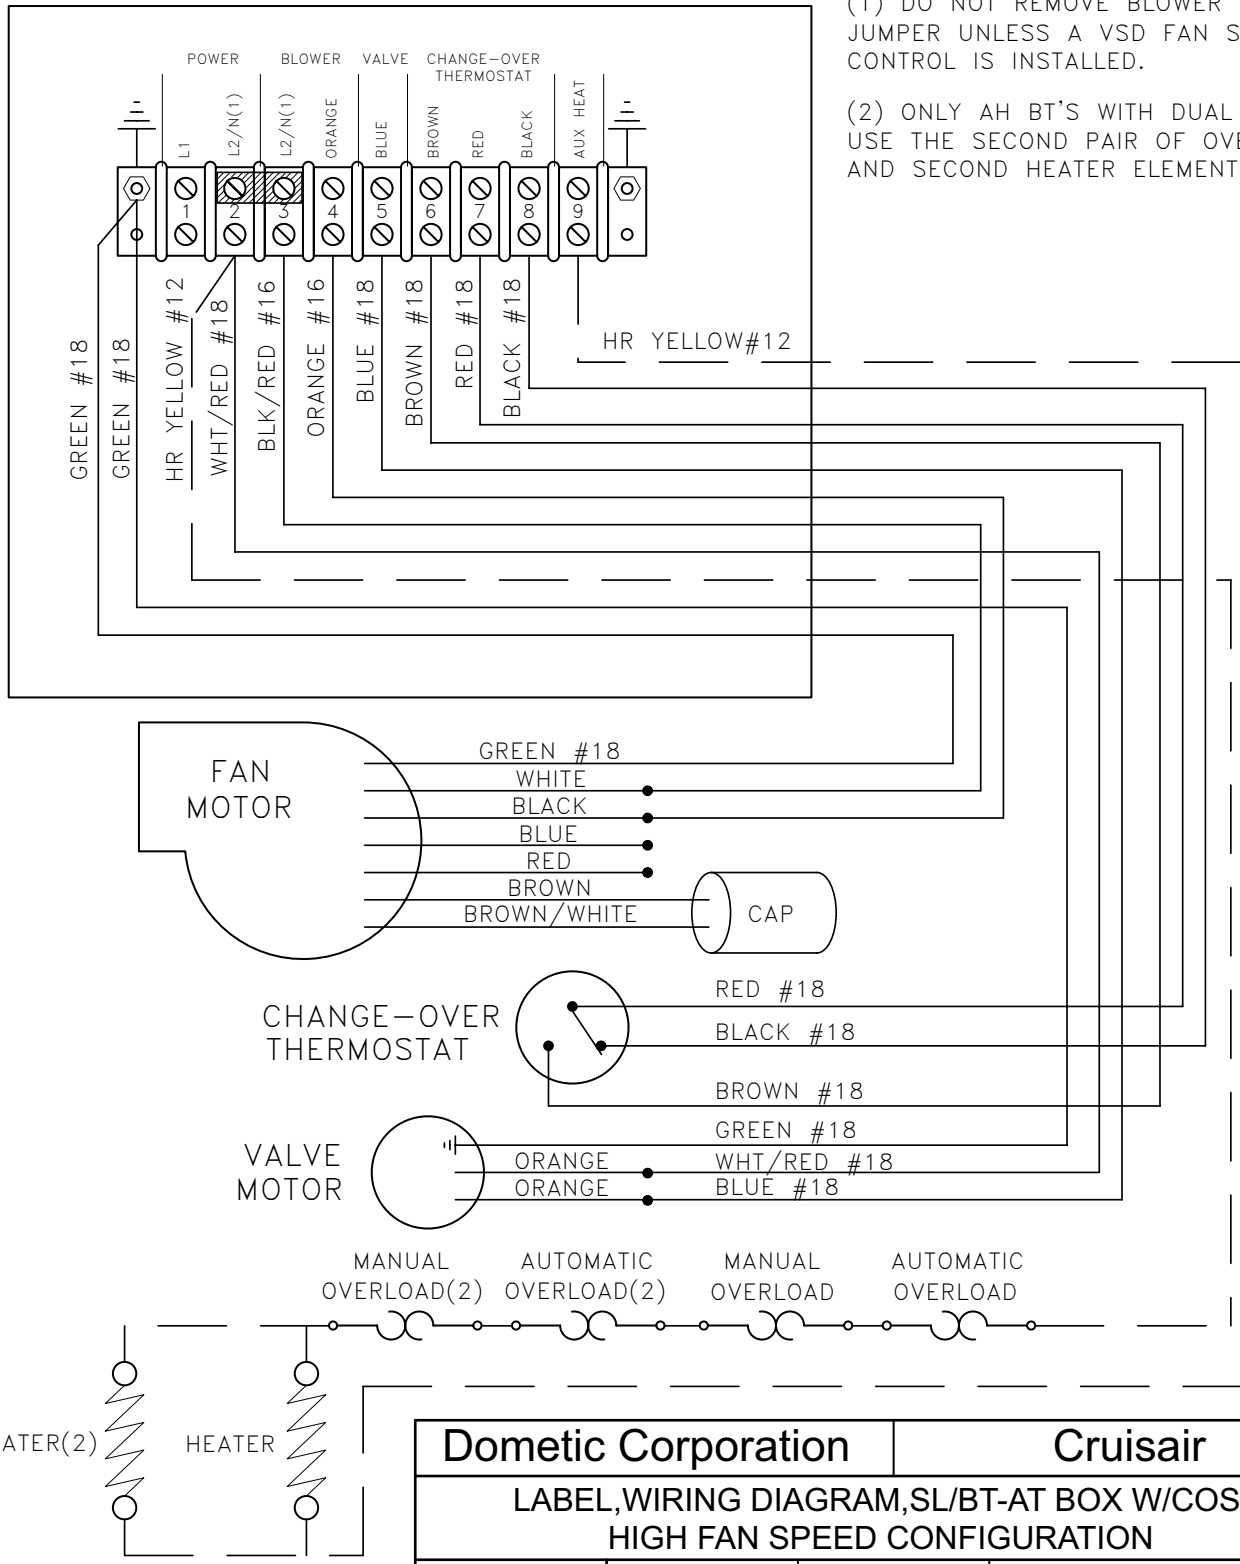 (1) DO NOT REMOVE BLOWER
JUMPER UNLESS A VSD FAN S
CONTROL IS INSTALLED.
(2) ONLY AH BT'S WITH DUAL
USE THE SECOND PAIR OF OVE
AND SECOND HEATER ELEMENT
POWER BLOWER VALVE CHANGE-OVER
THERMOSTAT
L1 L2/N(1) L2/N(1) ORANGE BLUE BROWN RED BLACK AUX HEAT
1 2 3 4 5 6 7 8 9
GREEN #18
GREEN #18
HR YELLOW #12
WHT/RED #18
BLK/RED #16
ORANGE #16
BLUE #18
BROWN #18
RED #18
BLACK #18
HR YELLOW#12
FAN
MOTOR
GREEN #18
WHITE
BLACK
BLUE
RED
BROWN
BROWN/WHITE
CAP
CHANGE-OVER
THERMOSTAT
RED #18
BLACK #18
BROWN #18
VALVE
MOTOR
GREEN #18
ORANGE WHT/RED #18
ORANGE BLUE #18
MANUAL
OVERLOAD(2)
AUTOMATIC
OVERLOAD(2)
MANUAL
OVERLOAD
AUTOMATIC
OVERLOAD
ATER(2)
HEATER
Dometic Corporation Cruisair
LABEL,WIRING DIAGRAM,SL/BT-AT BOX W/COS
HIGH FAN SPEED CONFIGURATION